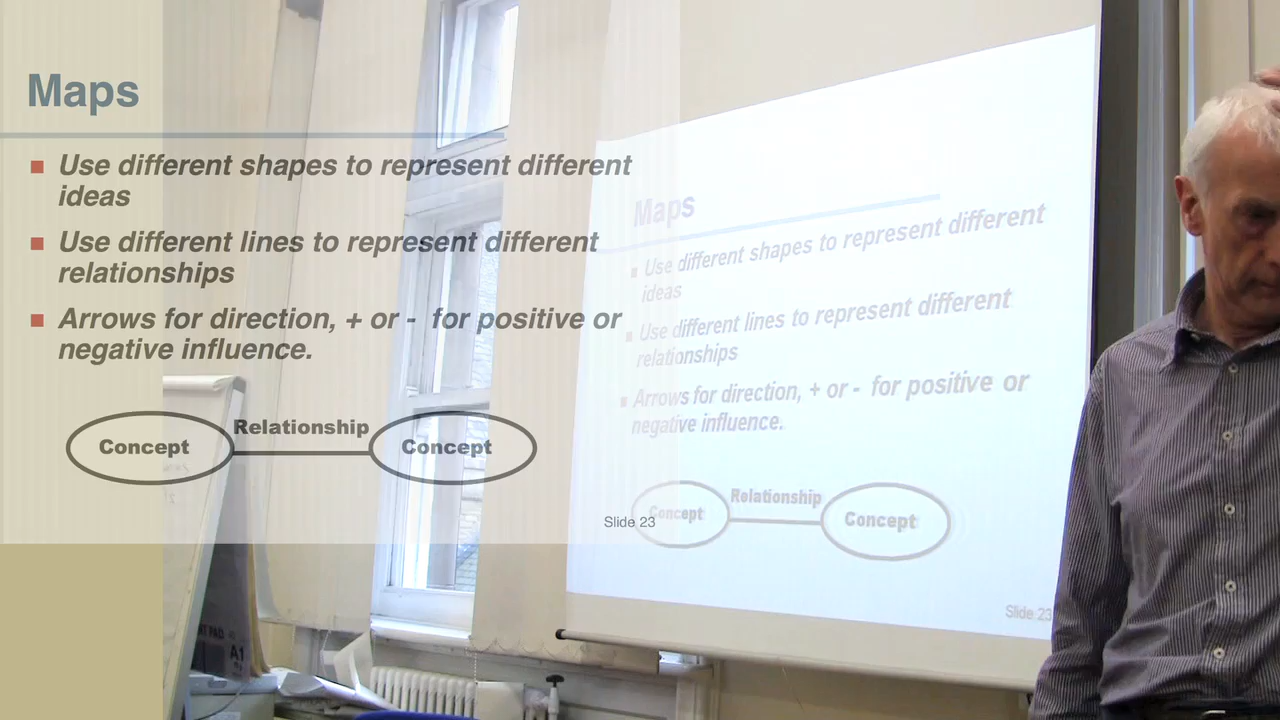 Maps
Use different shapes to represent different
ideas
Use different lines to represent different
relationships
Arrows for direction, + or - for positive or
negative influence.
Concept
Relationship
Concept
Slide 23
Maps
Use different shapes to represent different
ideas
Use different lines to represent different
relationships
Arrows for direction, + or - for positive or
negative influence.
Concept
Relationship
Concept
Slide 23
A1